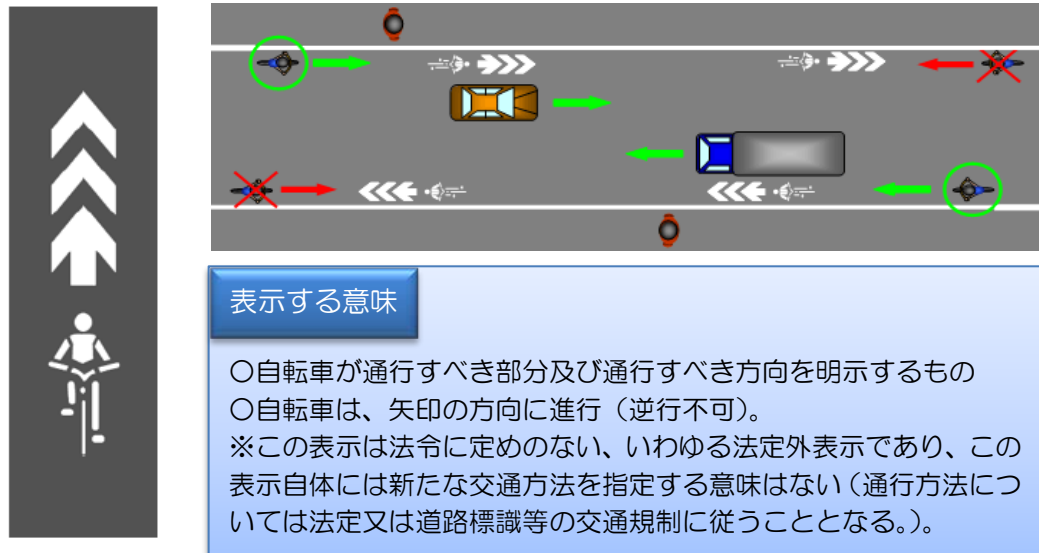 表示する意味
〇自転車が通行すべき部分及び通行すべき方向を明示するもの
〇自転車は、矢印の方向に進行（逆行不可）。
※この表示は法令に定めのない、いわゆる法定外表示であり、この
表示自体には新たな交通方法を指定する意味はない（通行方法につ
いては法定又は道路標識等の交通規制に従うこととなる。）。